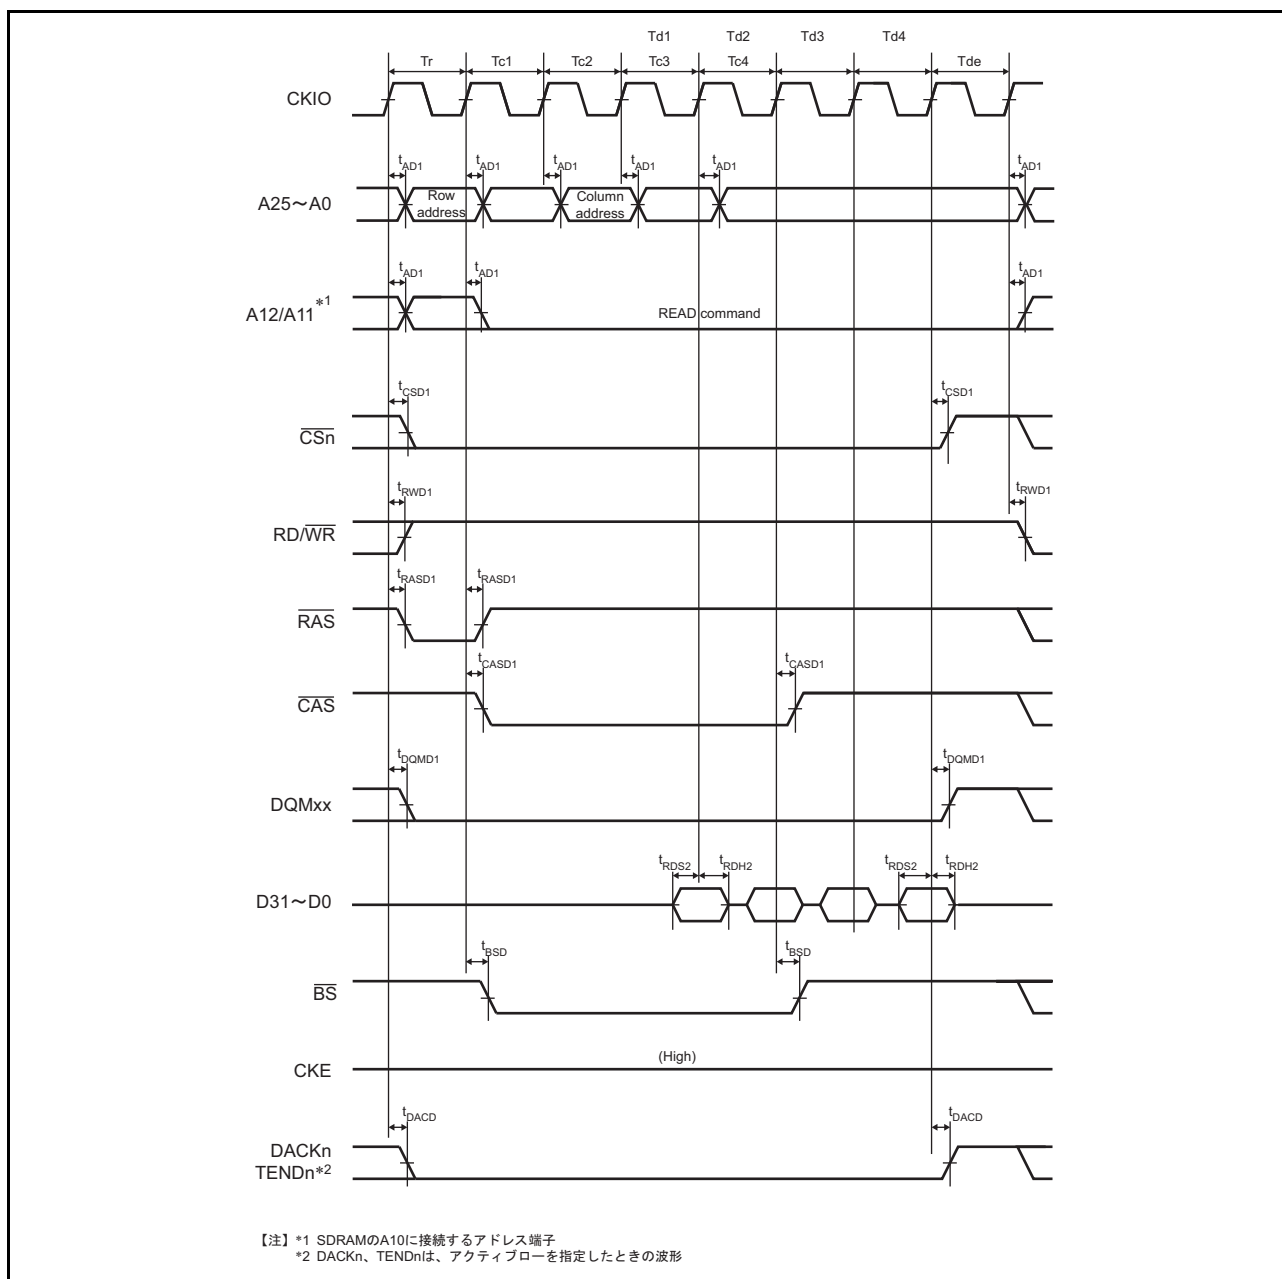 Td1 Td2 Td3 Td4
Tr Tc1 Tc2 Tc3 Tc4 Tde
CKIO
tAD1 tAD1 tAD1 tAD1 tAD1 tAD1
A25～A0
Row address
Column address
tAD1 tAD1 tAD1
A12/A11*1
READ command
tCSD1 tCSD1
CSn
tRWD1 tRWD1
RD/WR
tRASD1 tRASD1
RAS
tCASD1 tCASD1
CAS
tDQMD1 tDQMD1
DQMxx
tRDS2 tRDH2 tRDS2 tRDH2
D31～D0
tBSD tBSD
BS
(High)
CKE
tDACD tDACD
DACKn
TENDn*2
【注】 *1 SDRAMのA10に接続するアドレス端子
*2 DACKn、TENDnは、アクティブローを指定したときの波形